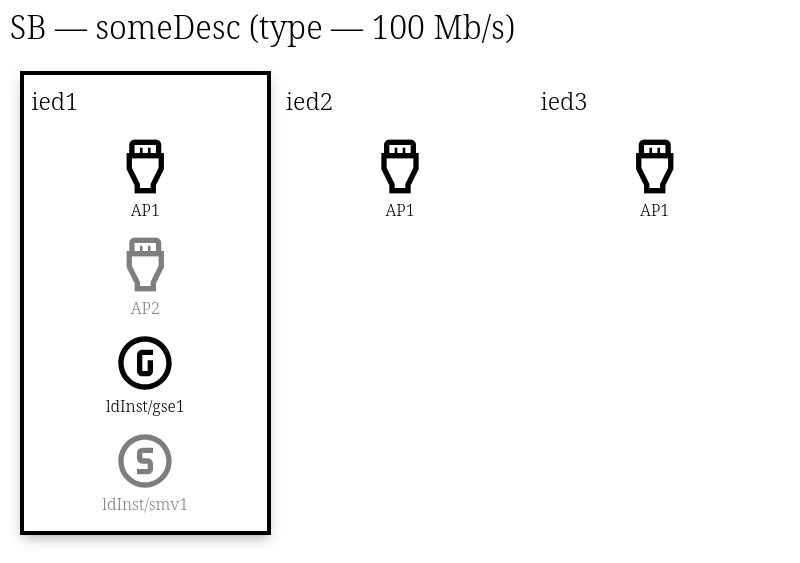 SB — someDesc (type — 100 Mb/s)
ied1
AP1
AP2
G
ldInst/gse1
S
ldInst/smv1
ied2
AP1
ied3
AP1